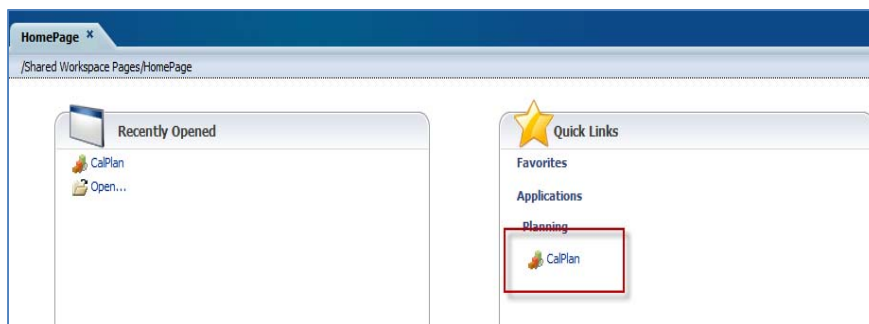 HomePage x
/Shared Workspace Pages/HomePage
Recently Opened
CalPlan
Open...
Quick Links
Favorites
Applications
Planning
CalPlan